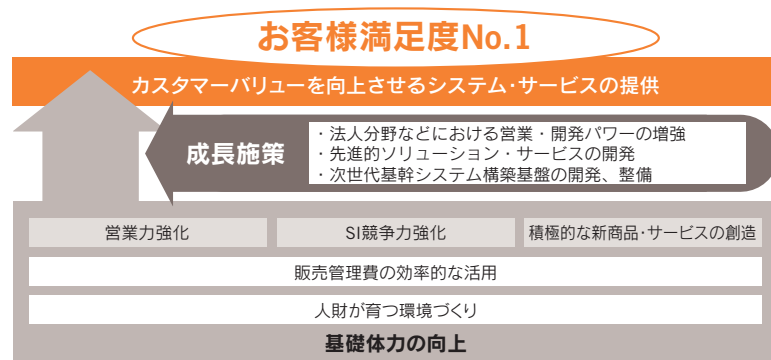 お客様満足度No.1
カスタマーバリューを向上させるシステム・サービスの提供
成長施策
・法人分野などにおける営業・開発パワーの増強
・先進的ソリューション・サービスの開発
・次世代基幹システム構築基盤の開発、整備
営業力強化
SI競争力強化
積極的な新商品・サービスの創造
販売管理費の効率的な活用
人財が育つ環境づくり
基礎体力の向上